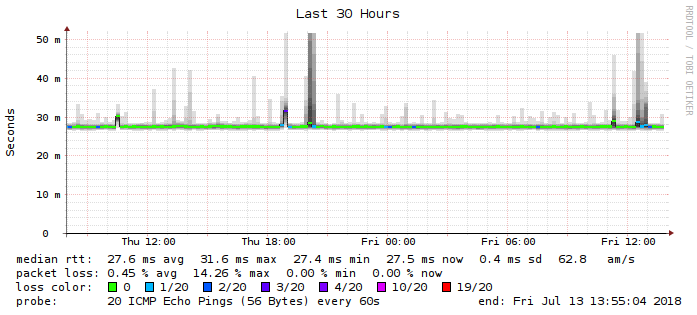 Last 30 Hours
RRDTOOL / TOBI OETIKER
Seconds
50 m
40 m
30 m
20 m
10 m
0
Thu 12:00 Thu 18:00 Fri 00:00 Fri 06:00 Fri 12:00
median rtt: 27.6 ms avg 31.6 ms max 27.4 ms min 27.5 ms now 0.4 ms sd 62.8 am/s
packet loss: 0.45 % avg 14.26 % max 0.00 % min 0.00 % now
loss color: 0 1/20 2/20 3/20 4/20 10/20 19/20
probe: 20 ICMP Echo Pings (56 Bytes) every 60s end: Fri Jul 13 13:55:04 2018